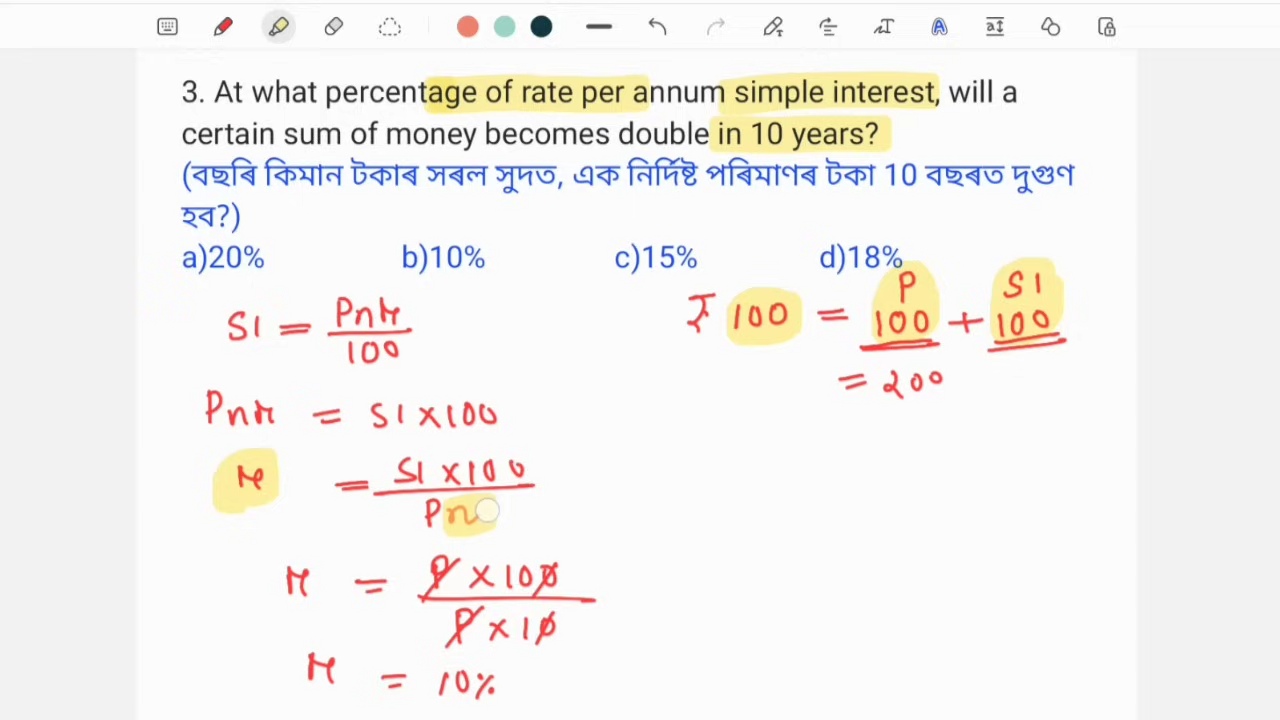 3. At what percentage of rate per annum simple interest, will a
certain sum of money becomes double in 10 years?
(বছৰি কিমান টকাৰ সৰল সুদত, এক নিৰ্দিষ্ট পৰিমাণৰ টকা 10 বছৰত দুগুণ
হব?)
a)20% b)10% c)15% d)18%
SI = Pnr/100
₹ 100 = P 100 + SI 100
= 200
Pnr = SI × 100
r = SI × 100 / Pn
r = P × 100 / P × 10
r = 10%